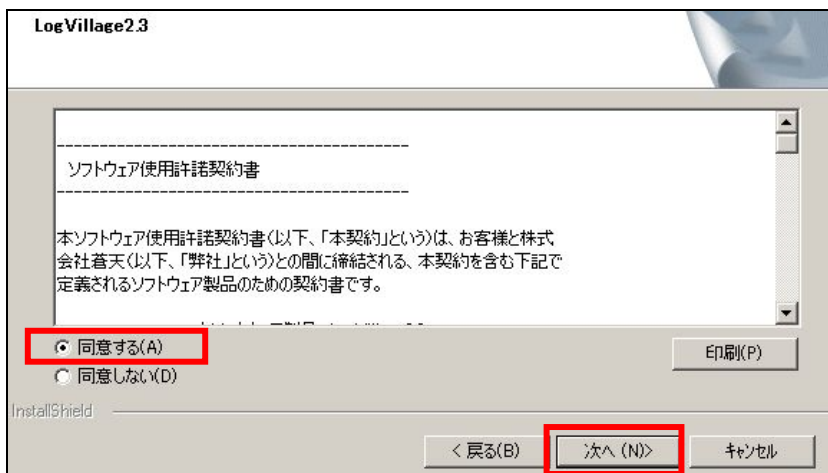 LogVillage2.3
----------------------------------------
ソフトウェア使用許諾契約書
----------------------------------------
本ソフトウェア使用許諾契約書(以下、「本契約」という)は、お客様と株式
会社蒼天(以下、「弊社」という)との間に締結される、本契約を含む下記で
定義されるソフトウェア製品のための契約書です。
同意する(A)
印刷(P)
同意しない(D)
InstallShield
< 戻る(B)
次へ (N)>
キャンセル